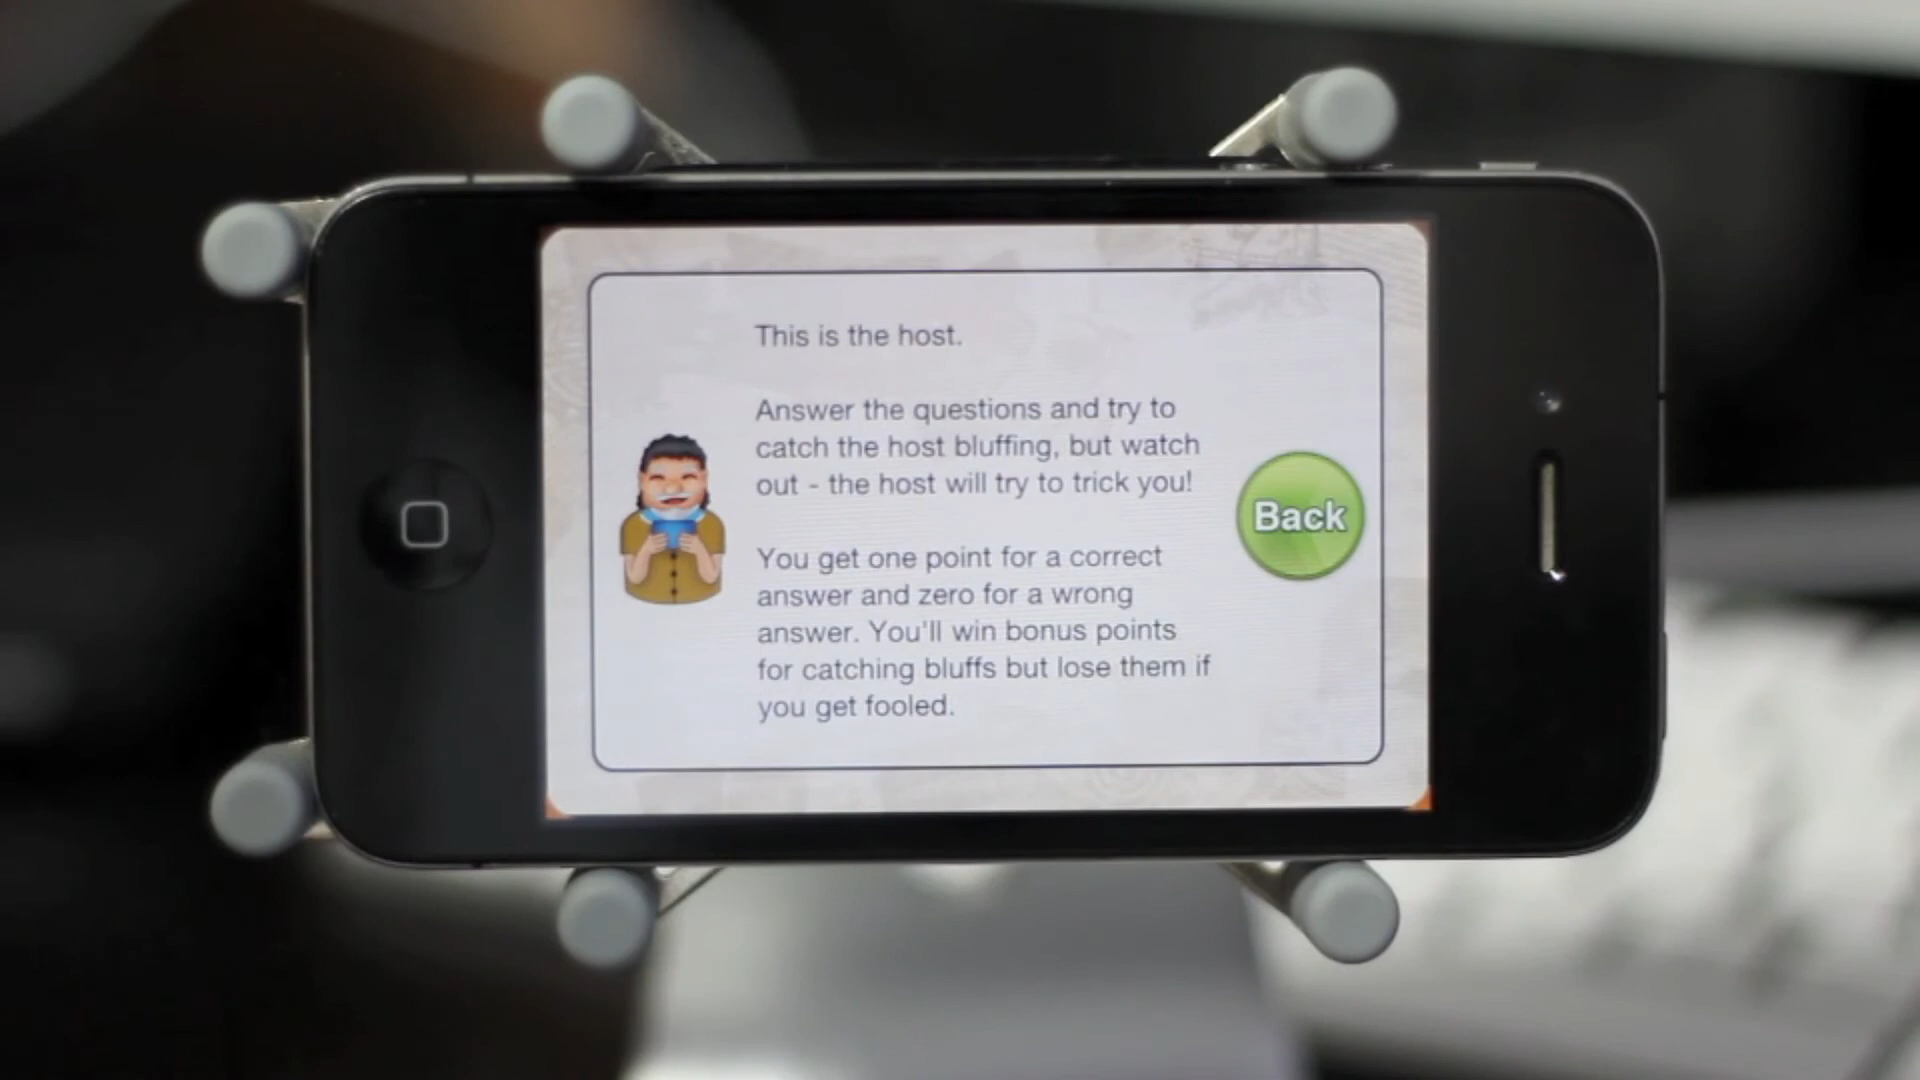 This is the host.
Answer the questions and try to
catch the host bluffing, but watch
out - the host will try to trick you!
Back
You get one point for a correct
answer and zero for a wrong
answer. You'll win bonus points
for catching bluffs but lose them if
you get fooled.